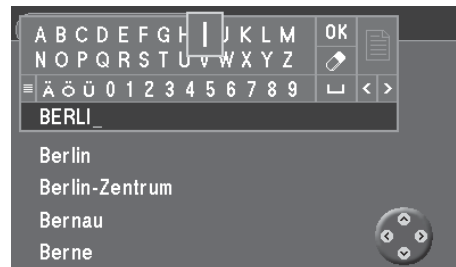 A B C D E F G H I J K L M OK
N O P Q R S T U V W X Y Z
Ä Ö Ü 0 1 2 3 4 5 6 7 8 9 < >
BERLI_
Berlin
Berlin-Zentrum
Bernau
Berne